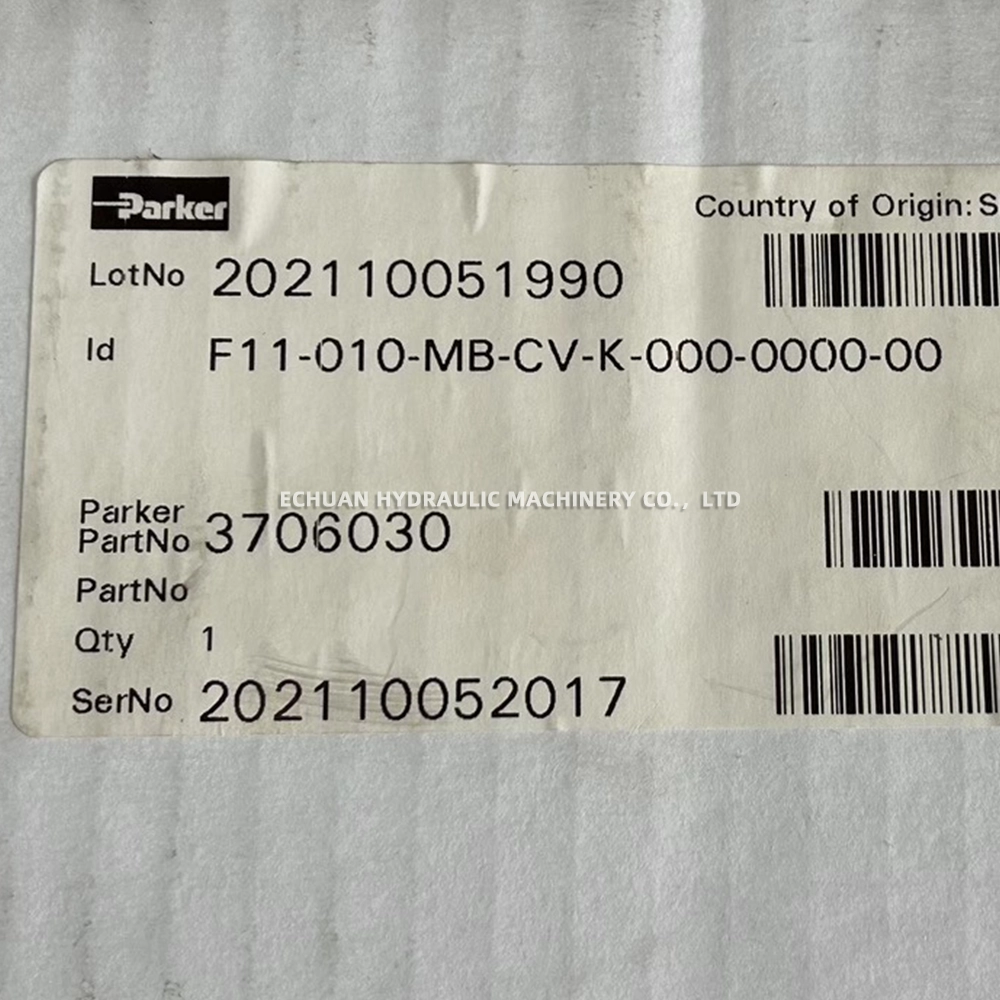 Parker
Country of Origin: S
LotNo 202110051990
Id F11-010-MB-CV-K-000-0000-00
ECHUAN HYDRAULIC MACHINERY CO., LTD
Parker
PartNo 3706030
PartNo
Qty 1
SerNo 202110052017